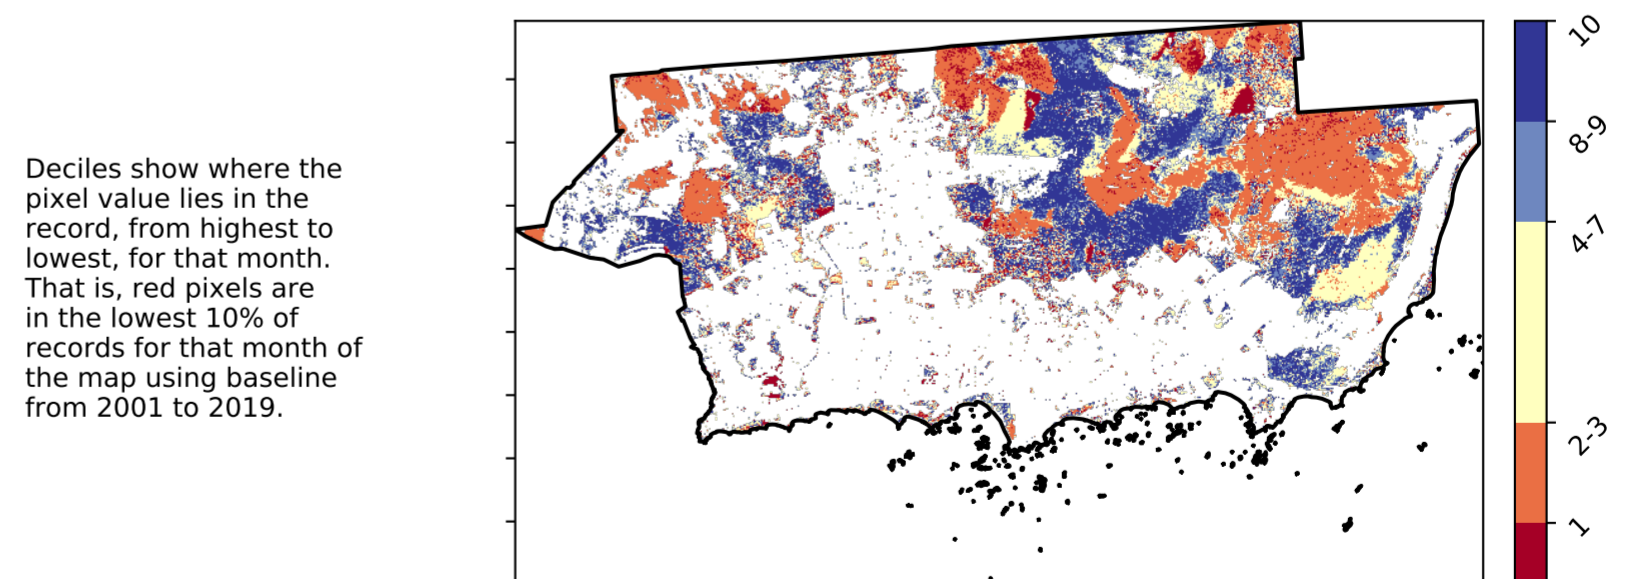 Deciles show where the
pixel value lies in the
record, from highest to
lowest, for that month.
That is, red pixels are
in the lowest 10% of
records for that month of
the map using baseline
from 2001 to 2019.
10
8-9
4-7
2-3
1